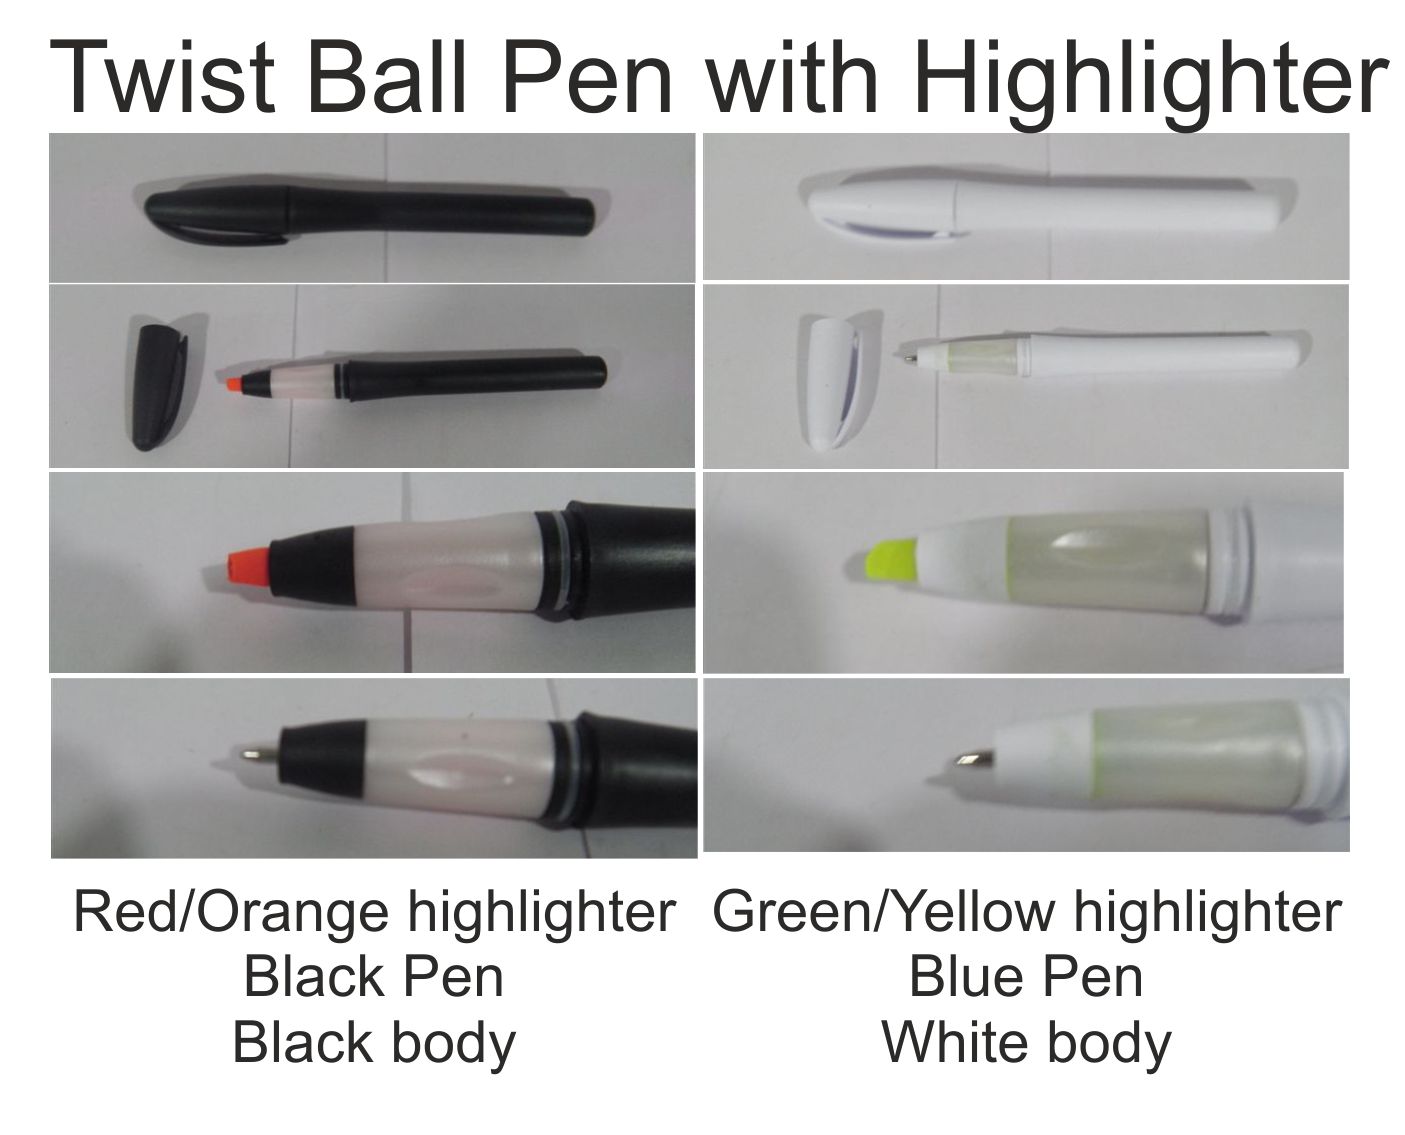 Twist Ball Pen with Highlighter
Red/Orange highlighter
Black Pen
Black body
Green/Yellow highlighter
Blue Pen
White body